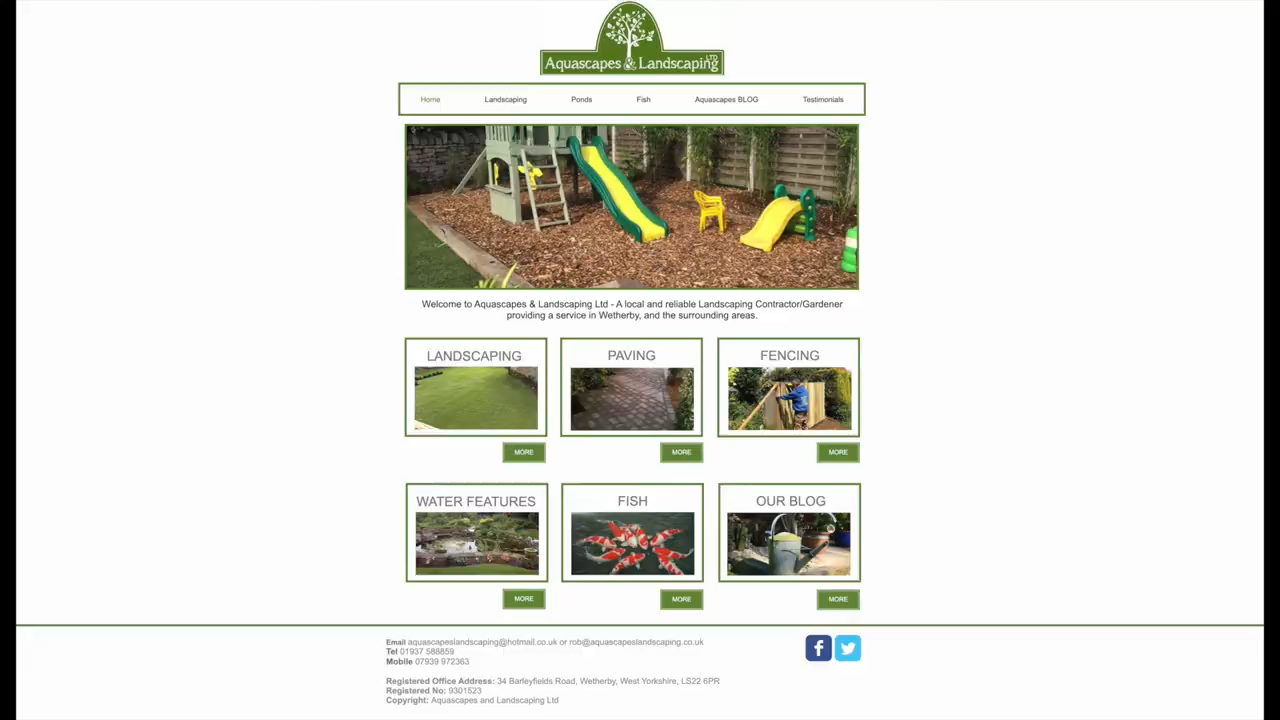 Aquascapes & Landscaping LTD
Home Landscaping Ponds Fish Aquascapes BLOG Testimonials
Welcome to Aquascapes & Landscaping Ltd - A local and reliable Landscaping Contractor/Gardener
providing a service in Wetherby, and the surrounding areas.
LANDSCAPING PAVING FENCING
MORE MORE MORE
WATER FEATURES FISH OUR BLOG
MORE MORE MORE
Email aquascapeslandscaping@hotmail.co.uk or rob@aquascapeslandscaping.co.uk
Tel 01937 588859
Mobile 07939 972363
Registered Office Address: 34 Barleyfields Road, Wetherby, West Yorkshire, LS22 6PR
Registered No: 9301523
Copyright: Aquascapes and Landscaping Ltd